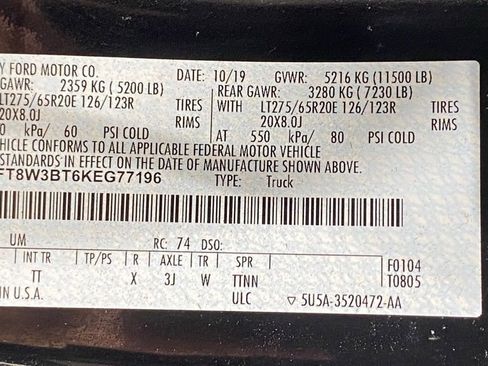 Y FORD MOTOR CO. DATE: 10/19 GVWR: 5216 KG (11500 LB)
GAWR: 2359 KG (5200 LB) REAR GAWR: 3280 KG (7230 LB)
LT275/65R20E 126/123R TIRES WITH LT275/65R20E 126/123R TIRES
20X8.0J RIMS 20X8.0J RIMS
0 kPa/ 60 PSI COLD AT 550 kPa/ 80 PSI COLD
VEHICLE CONFORMS TO ALL APPLICABLE FEDERAL MOTOR VEHICLE
IN EFFECT ON THE DATE OF MANUFACTURE SHOWN ABOVE.
FT8W3BT6KEG77196 TYPE: Truck
UM RC: 74 DSO:
INT TR TP/PS R AXLE TR SPR F0104
TT X 3J W TTNN T0805
IN U.S.A. ULC ▽ 5U5A-3520472-AA